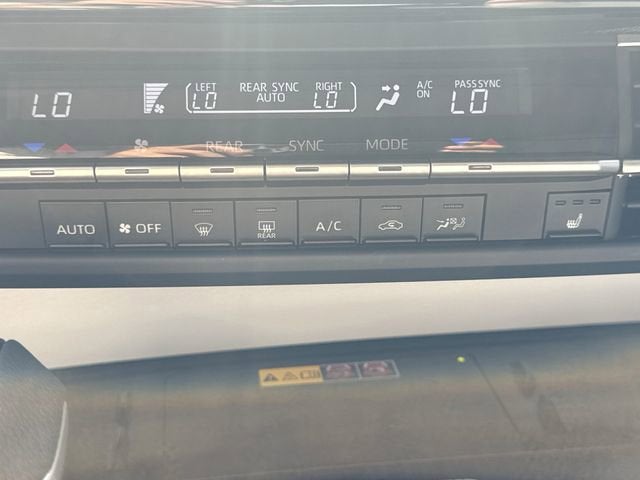 LEFT REAR SYNC RIGHT A/C PASS SYNC
LO LO AUTO LO ON LO
REAR SYNC MODE
AUTO OFF REAR A/C